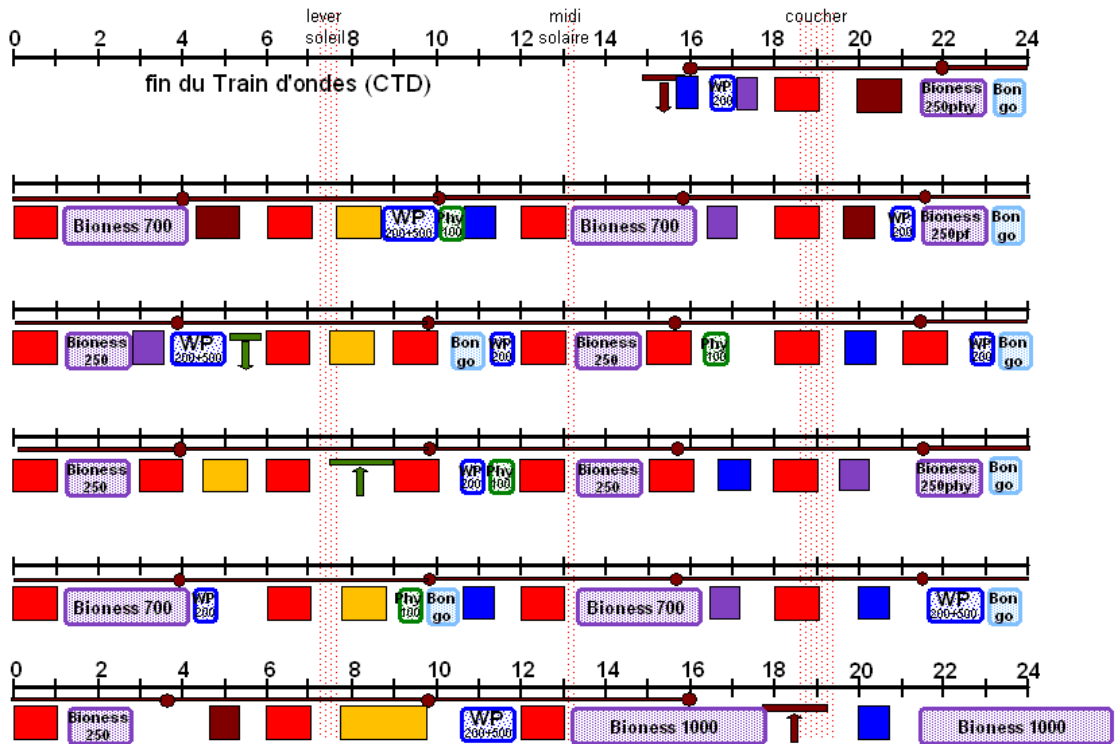 lever midi coucher
soleil solaire
0 2 4 6 8 10 12 14 16 18 20 22 24
fin du Train d'ondes (CTD)
WP Bioness Bon
200 250phy go
Bioness 700 WP Phy Bioness 700 WP Bioness Bon
200+500 100 200 250pf go
Bioness WP Bon WP Bioness Phy WP Bon
250 200+500 go 200 250 100 200 go
Bioness WP Phy Bioness Bioness Bon
250 200 100 250 250phy go
Bioness 700 WP Phy Bon Bioness 700 WP Bon
200 100 go 200+500 go
0 2 4 6 8 10 12 14 16 18 20 22 24
Bioness WP Bioness 1000 Bioness 1000
250 200+500